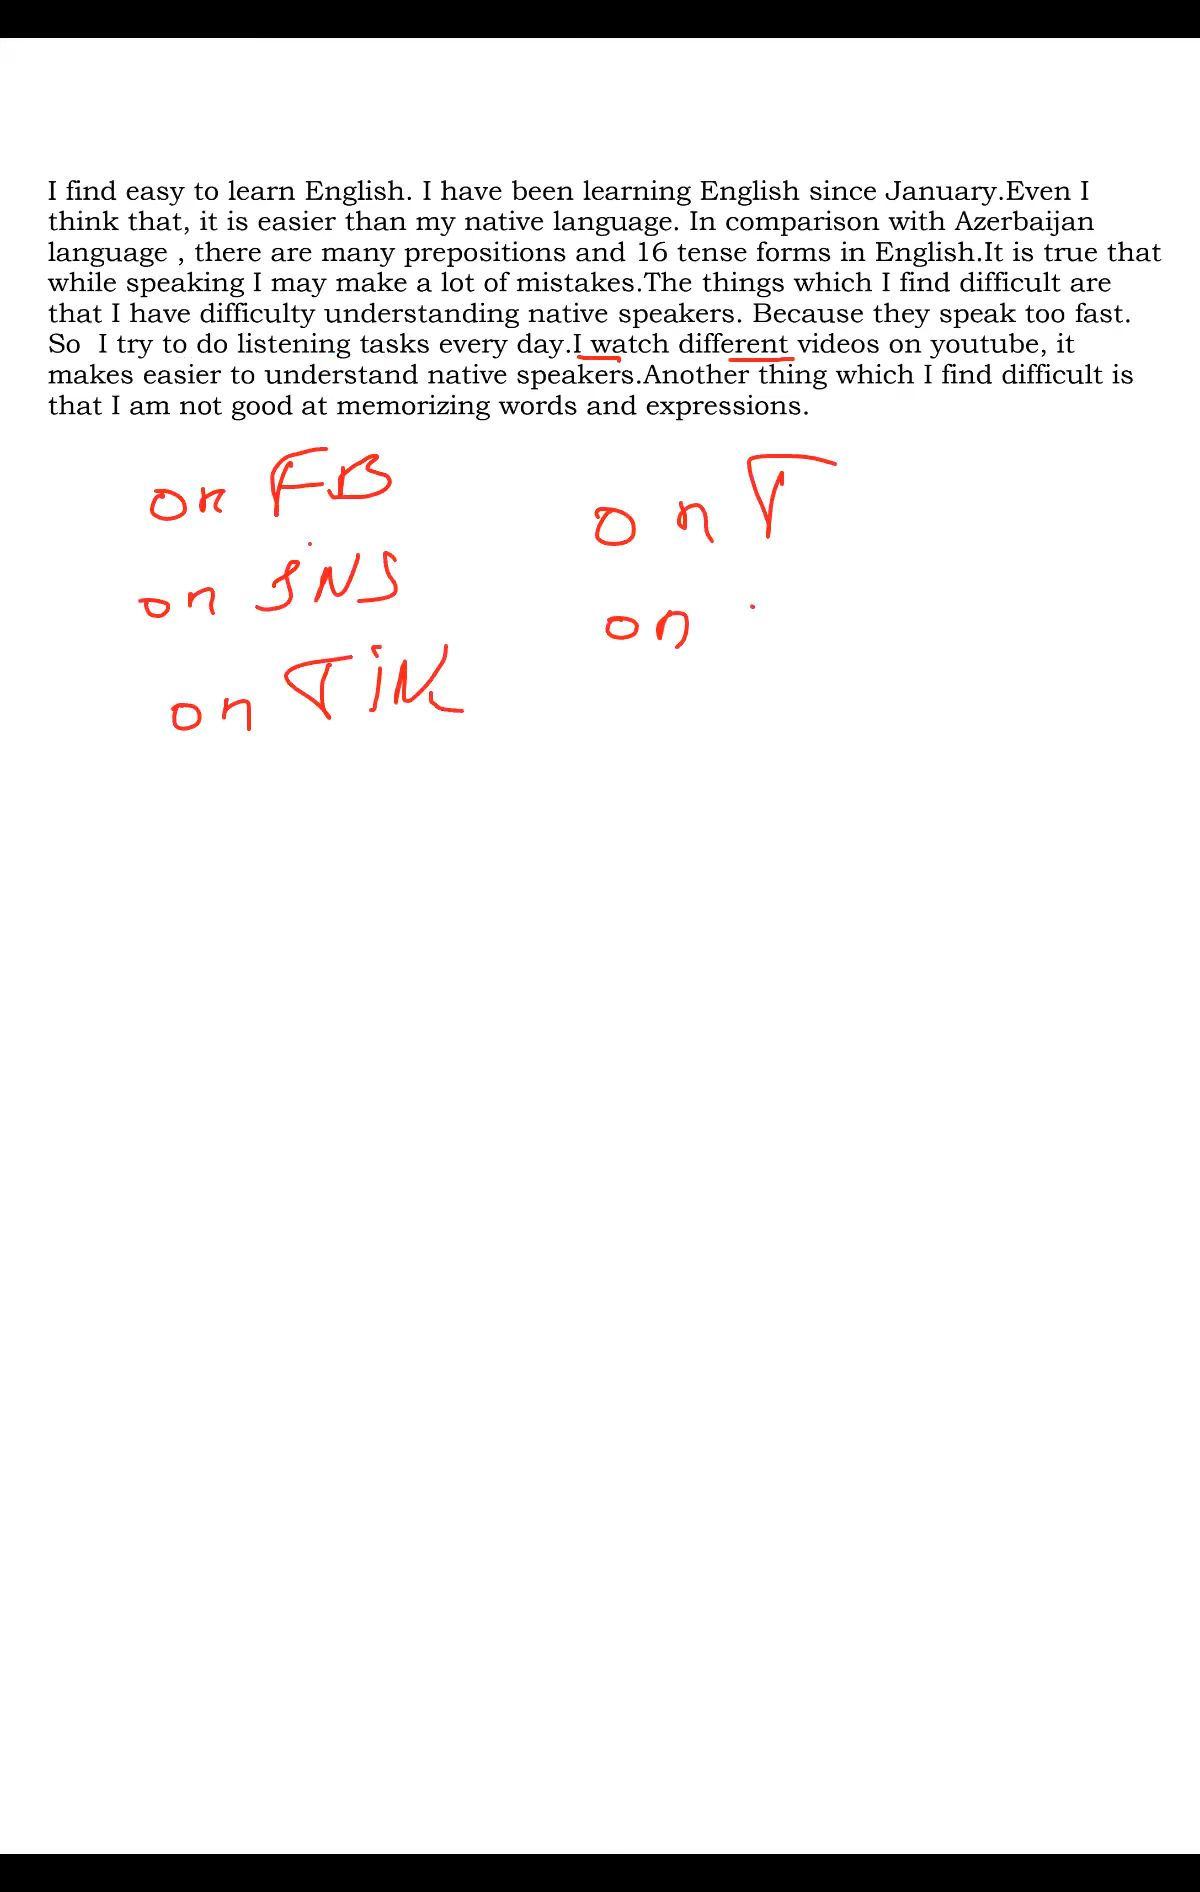 I find easy to learn English. I have been learning English since January.Even I
think that, it is easier than my native language. In comparison with Azerbaijan
language , there are many prepositions and 16 tense forms in English.It is true that
while speaking I may make a lot of mistakes.The things which I find difficult are
that I have difficulty understanding native speakers. Because they speak too fast.
So  I try to do listening tasks every day.I watch different videos on youtube, it
makes easier to understand native speakers.Another thing which I find difficult is
that I am not good at memorizing words and expressions.
on FB
on INS
on TiK
on T
on